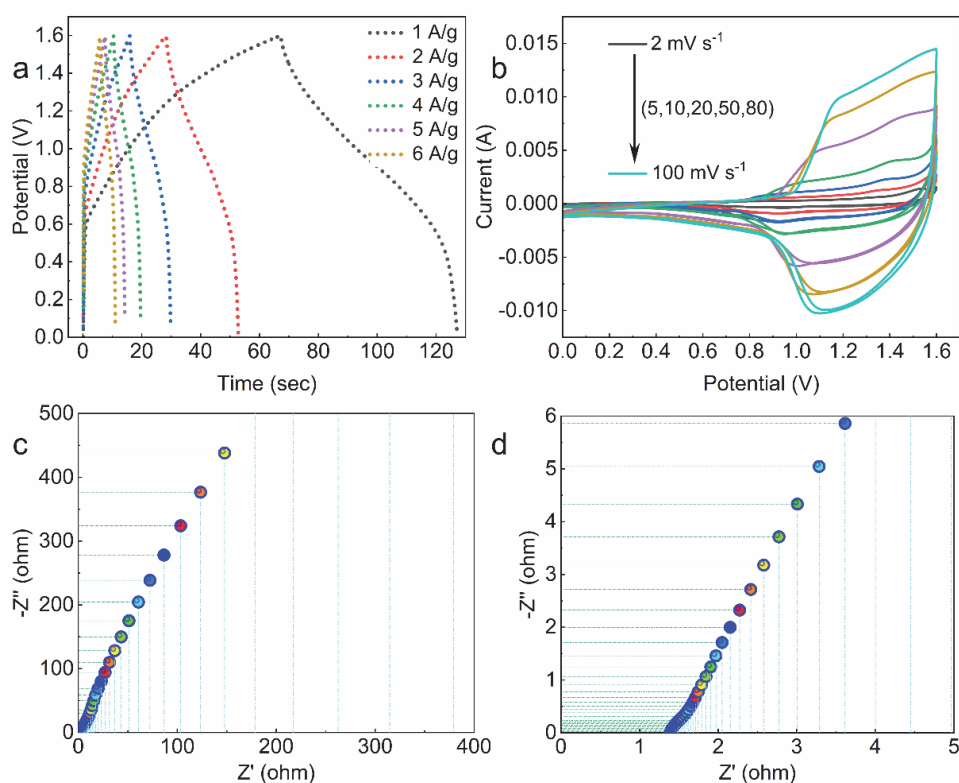 a
1 A/g
2 A/g
3 A/g
4 A/g
5 A/g
6 A/g
Potential (V)
1.6
1.4
1.2
1.0
0.8
0.6
0.4
0.2
0.0
0 20 40 60 80 100 120
Time (sec)
b
2 mV s⁻¹
(5,10,20,50,80)
100 mV s⁻¹
Current (A)
0.015
0.010
0.005
0.000
-0.005
-0.010
0.0 0.2 0.4 0.6 0.8 1.0 1.2 1.4 1.6
Potential (V)
c
-Z'' (ohm)
500
400
300
200
100
0
0 100 200 300 400
Z' (ohm)
d
-Z'' (ohm)
6
5
4
3
2
1
0
0 1 2 3 4 5
Z' (ohm)